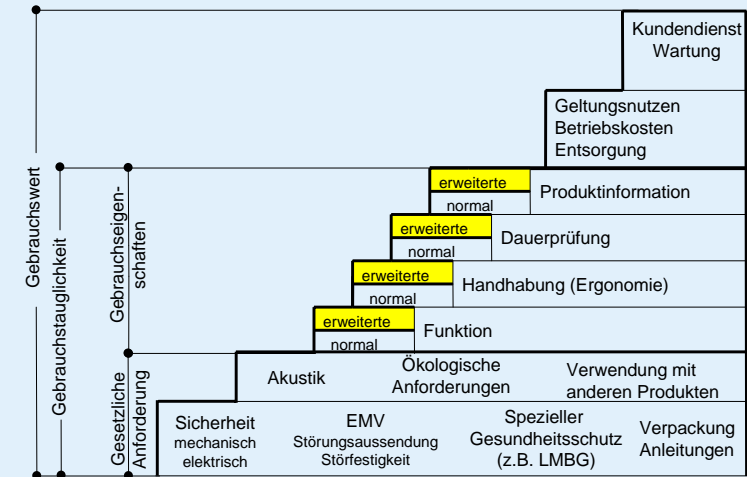 Kundendienst
Wartung
Geltungsnutzen
Betriebskosten
Entsorgung
erweiterte
normal
Produktinformation
erweiterte
normal
Dauerprüfung
erweiterte
normal
Handhabung (Ergonomie)
erweiterte
normal
Funktion
Akustik
Ökologische
Anforderungen
Verwendung mit
anderen Produkten
Sicherheit
mechanisch
elektrisch
EMV
Störungsaussendung
Störfestigkeit
Spezieller
Gesundheitsschutz
(z.B. LMBG)
Verpackung
Anleitungen
Gebrauchswert
Gebrauchstauglichkeit
Gebrauchseigen-
schaften
Gesetzliche
Anforderung